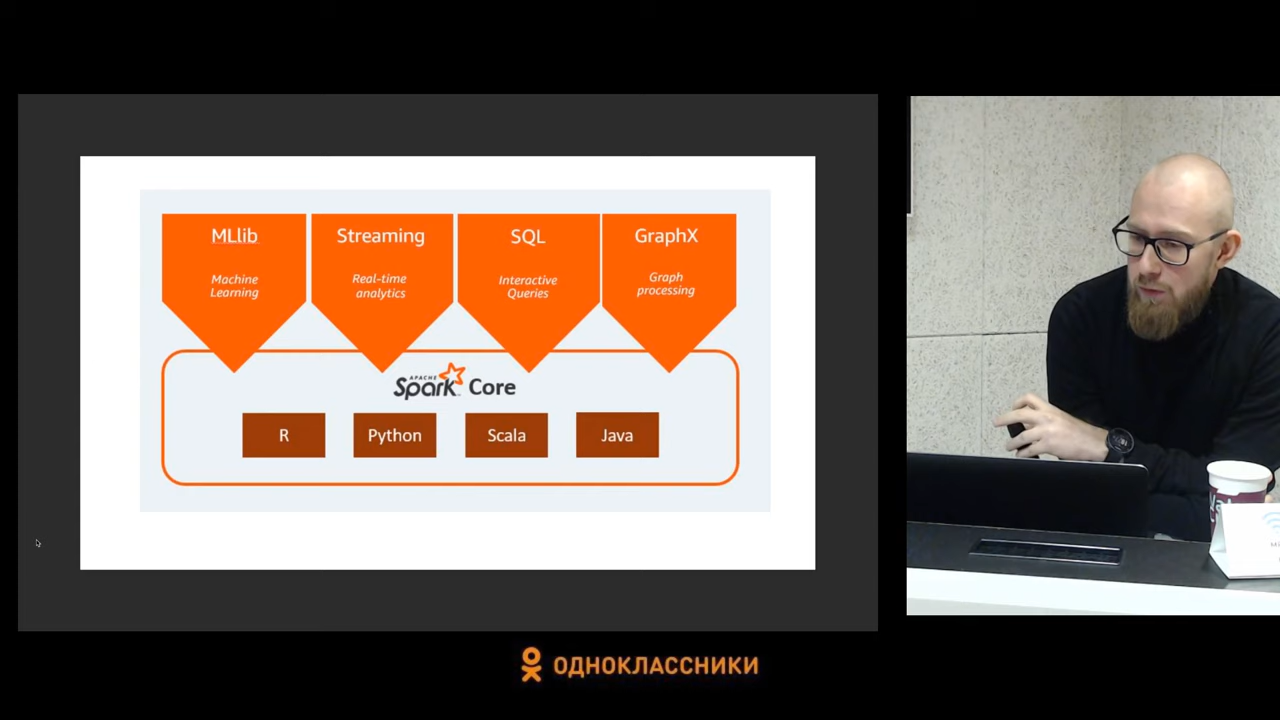 MLlib
Machine
Learning
Streaming
Real-time
analytics
SQL
Interactive
Queries
GraphX
Graph
processing
APACHE
Spark Core
R
Python
Scala
Java
ОДНОКЛАССНИКИ